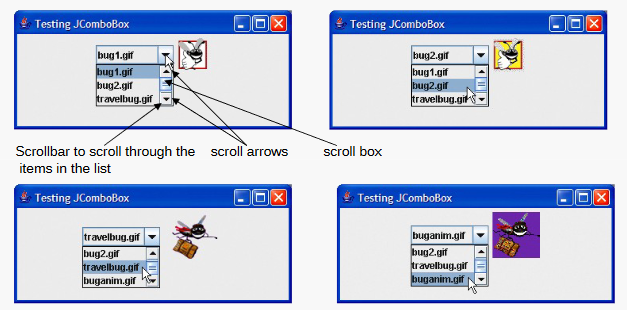 Testing JComboBox
bug1.gif
bug1.gif
bug2.gif
travelbug.gif
Testing JComboBox
bug2.gif
bug1.gif
bug2.gif
travelbug.gif
Scrollbar to scroll through the
items in the list
scroll arrows
scroll box
Testing JComboBox
travelbug.gif
bug2.gif
travelbug.gif
buganim.gif
Testing JComboBox
buganim.gif
bug2.gif
travelbug.gif
buganim.gif